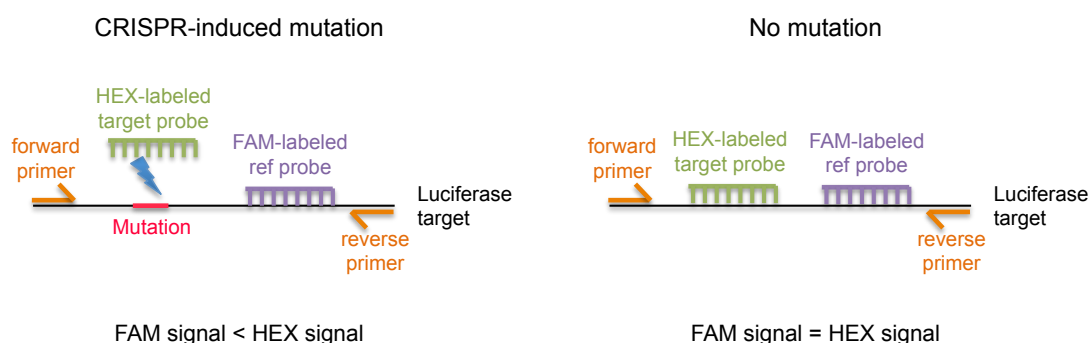 CRISPR-induced mutation
HEX-labeled
target probe
forward
primer
FAM-labeled
ref probe
Luciferase
target
Mutation
reverse
primer
FAM signal < HEX signal
No mutation
forward
primer
HEX-labeled
target probe
FAM-labeled
ref probe
Luciferase
target
reverse
primer
FAM signal = HEX signal